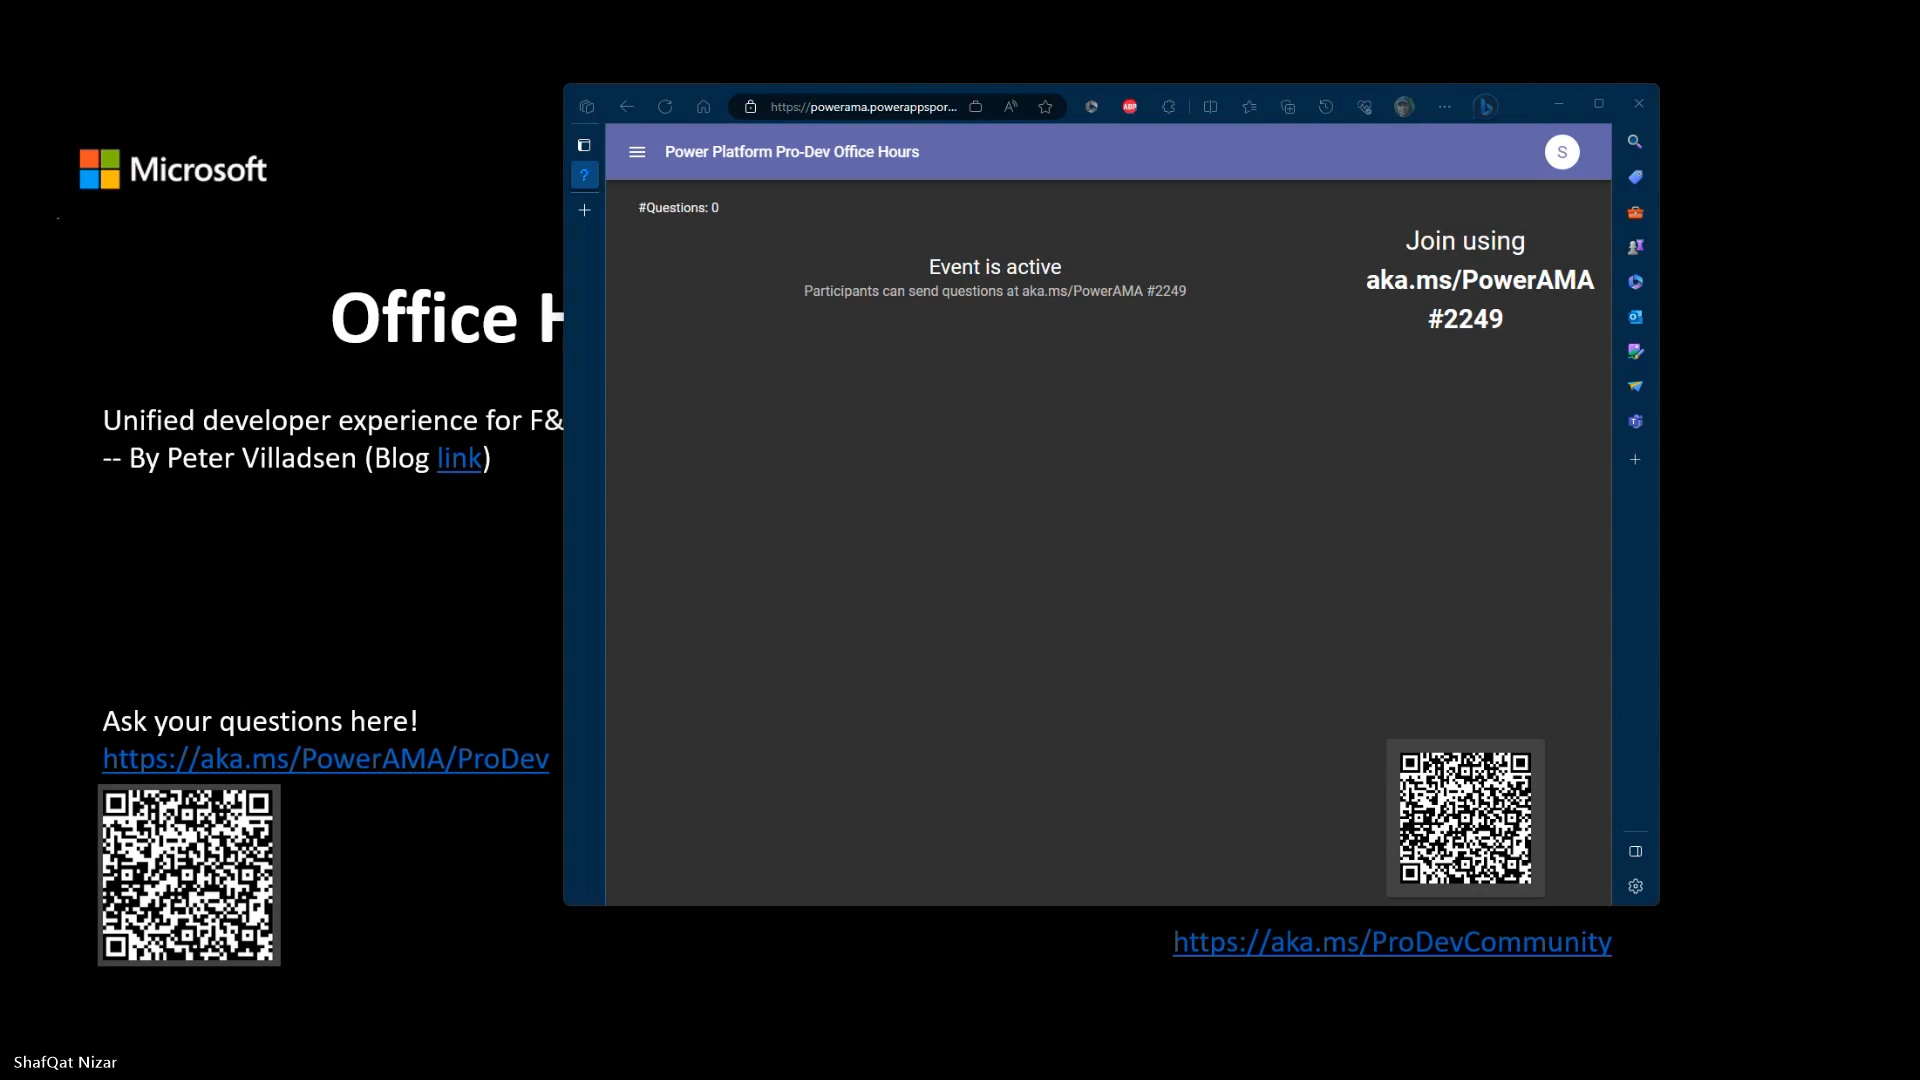 Microsoft
Office H
Unified developer experience for F&
-- By Peter Villadsen (Blog link)
Ask your questions here!
https://aka.ms/PowerAMA/ProDev
https://powerama.powerappspor...
ABP
Power Platform Pro-Dev Office Hours
S
#Questions: 0
Event is active
Participants can send questions at aka.ms/PowerAMA #2249
Join using
aka.ms/PowerAMA
#2249
https://aka.ms/ProDevCommunity
ShafQat Nizar